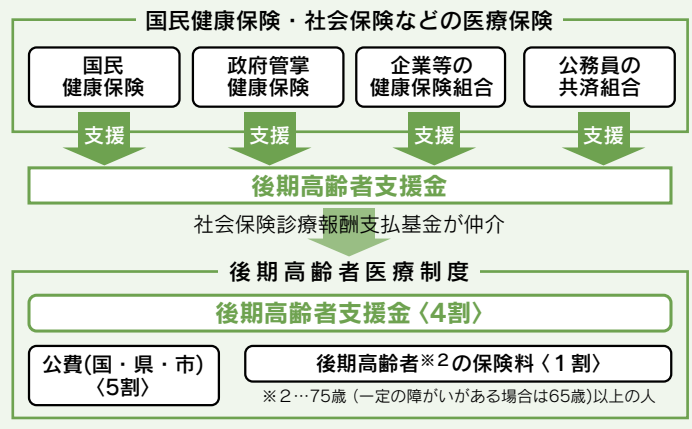 国民健康保険・社会保険などの医療保険
国民
健康保険
政府管掌
健康保険
企業等の
健康保険組合
公務員の
共済組合
支援
支援
支援
支援
後期高齢者支援金
社会保険診療報酬支払基金が仲介
後期高齢者医療制度
後期高齢者支援金〈4割〉
公費(国・県・市)
〈5割〉
後期高齢者※2の保険料〈1割〉
※2…75歳(一定の障がいがある場合は65歳)以上の人